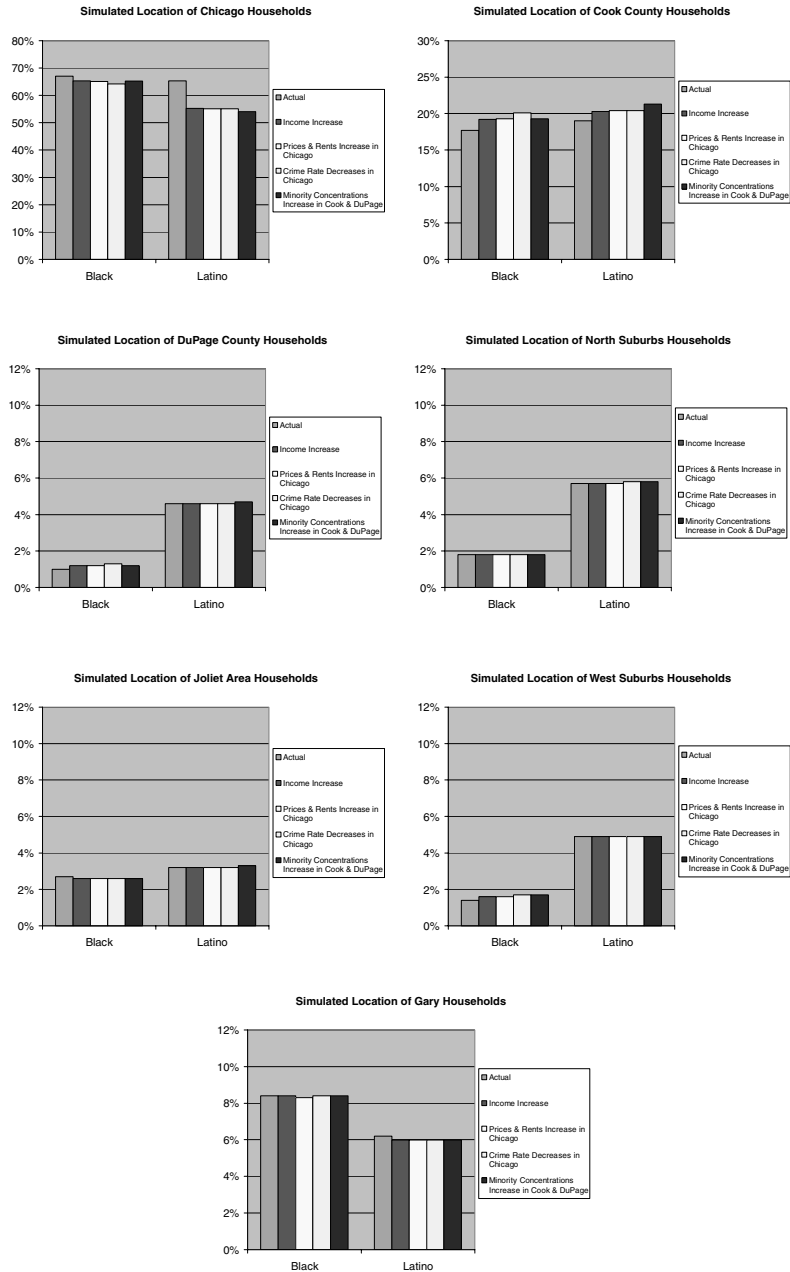 Simulated Location of Chicago Households
80%
70%
60%
50%
40%
30%
20%
10%
0%
Black
Latino
Actual
Income Increase
Prices & Rents Increase in
Chicago
Crime Rate Decreases in
Chicago
Minority Concentrations
Increase in Cook & DuPage
Simulated Location of Cook County Households
30%
25%
20%
15%
10%
5%
0%
Black
Latino
Actual
Income Increase
Prices & Rents Increase in
Chicago
Crime Rate Decreases in
Chicago
Minority Concentrations
Increase in Cook & DuPage
Simulated Location of DuPage County Households
12%
10%
8%
6%
4%
2%
0%
Black
Latino
Actual
Income Increase
Prices & Rents Increase in
Chicago
Crime Rate Decreases in
Chicago
Minority Concentrations
Increase in Cook & DuPage
Simulated Location of North Suburbs Households
12%
10%
8%
6%
4%
2%
0%
Black
Latino
Actual
Income Increase
Prices & Rents Increase in
Chicago
Crime Rate Decreases in
Chicago
Minority Concentrations
Increase in Cook & DuPage
Simulated Location of Joliet Area Households
12%
10%
8%
6%
4%
2%
0%
Black
Latino
Actual
Income Increase
Prices & Rents Increase in
Chicago
Crime Rate Decreases in
Chicago
Minority Concentrations
Increase in Cook & DuPage
Simulated Location of West Suburbs Households
12%
10%
8%
6%
4%
2%
0%
Black
Latino
Actual
Income Increase
Prices & Rents Increase in
Chicago
Crime Rate Decreases in
Chicago
Minority Concentrations
Increase in Cook & DuPage
Simulated Location of Gary Households
12%
10%
8%
6%
4%
2%
0%
Black
Latino
Actual
Income Increase
Prices & Rents Increase in
Chicago
Crime Rate Decreases in
Chicago
Minority Concentrations
Increase in Cook & DuPage